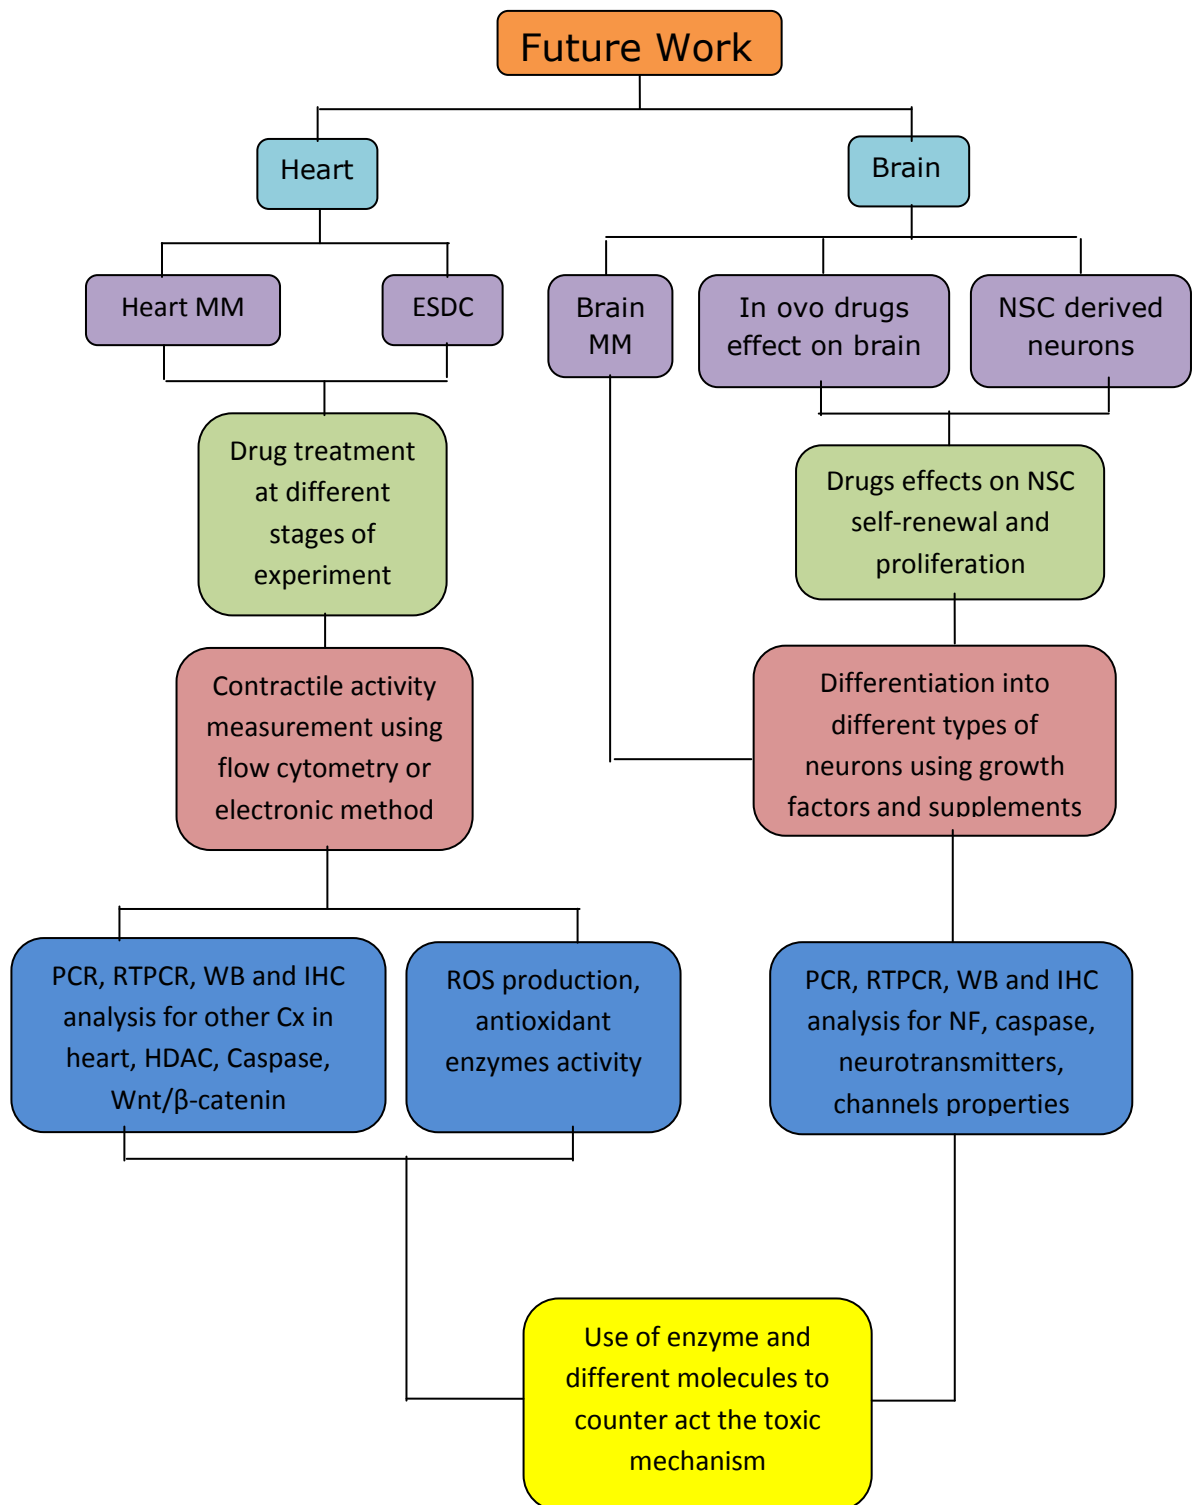 Future Work
Heart
Brain
Heart MM
ESDC
Brain
MM
In ovo drugs
effect on brain
NSC derived
neurons
Drug treatment
at different
stages of
experiment
Drugs effects on NSC
self-renewal and
proliferation
Contractile activity
measurement using
flow cytometry or
electronic method
Differentiation into
different types of
neurons using growth
factors and supplements
PCR, RTPCR, WB and IHC
analysis for other Cx in
heart, HDAC, Caspase,
Wnt/β-catenin
ROS production,
antioxidant
enzymes activity
PCR, RTPCR, WB and IHC
analysis for NF, caspase,
neurotransmitters,
channels properties
Use of enzyme and
different molecules to
counter act the toxic
mechanism